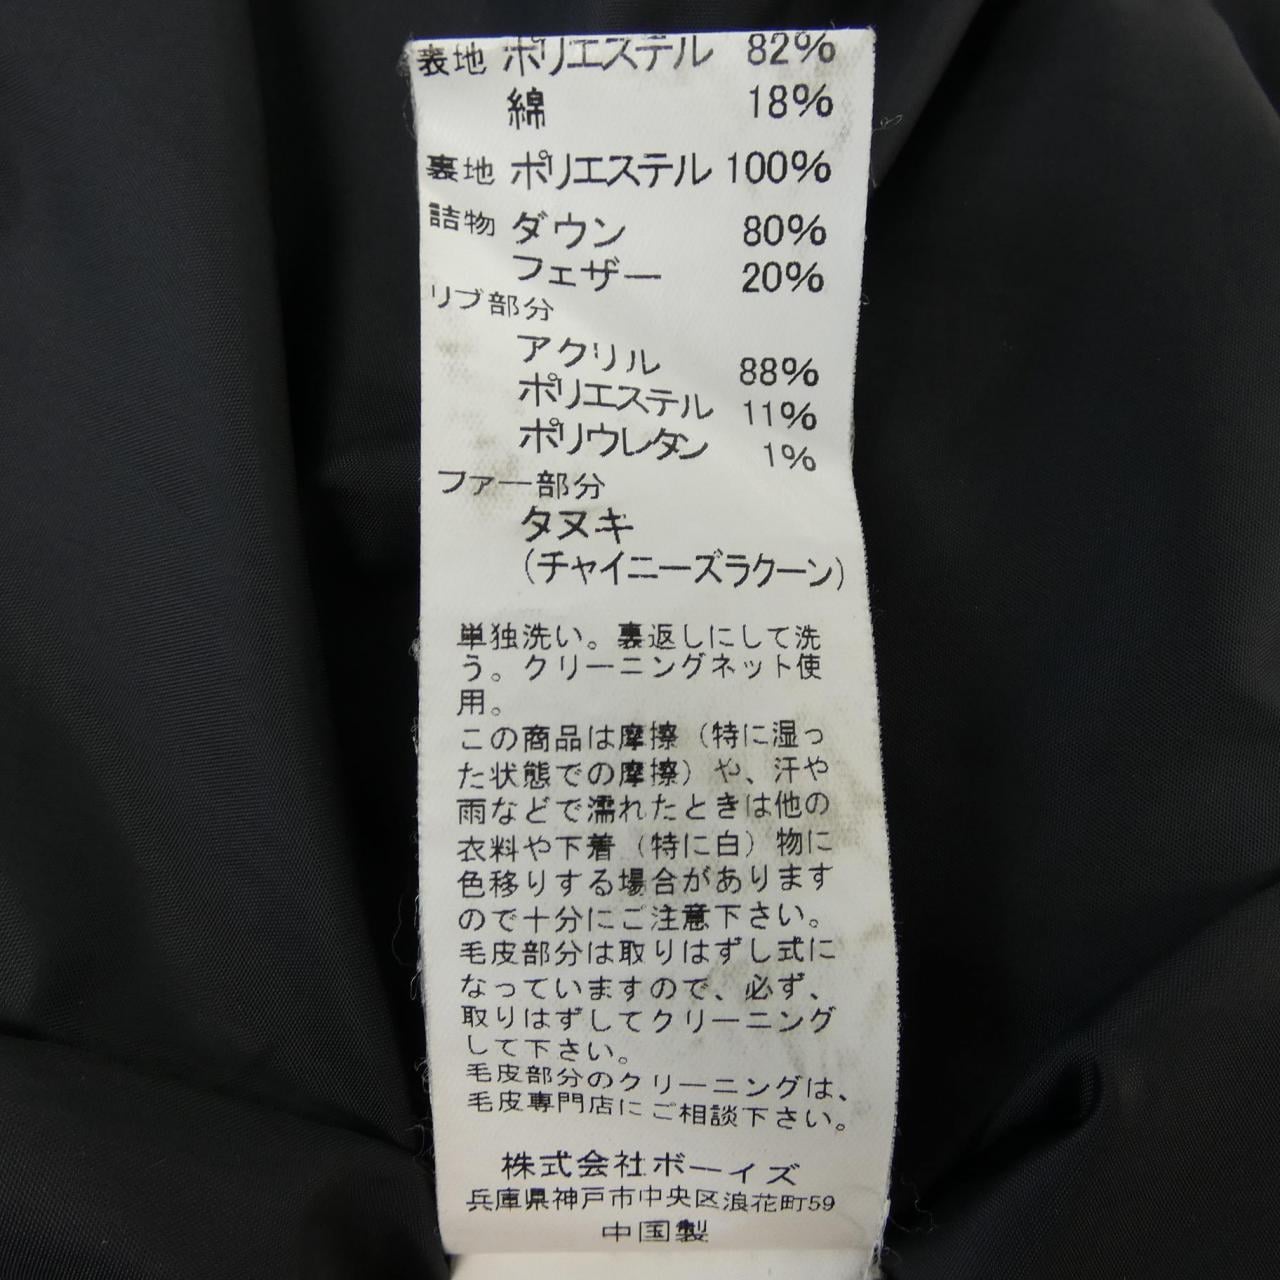 表地 ポリエステル 82%
綿 18%
裏地 ポリエステル 100%
詰物 ダウン 80%
フェザー 20%
リブ部分
アクリル 88%
ポリエステル 11%
ポリウレタン 1%
ファー部分
タヌキ
(チャイニーズラクーン)
単独洗い。裏返しにして洗
う。クリーニングネット使
用。
この商品は摩擦(特に湿っ
た状態での摩擦)や、汗や
雨などで濡れたときは他の
衣料や下着(特に白)物に
色移りする場合があります
ので十分にご注意下さい。
毛皮部分は取りはずし式に
なっていますので、必ず、
取りはずしてクリーニング
して下さい。
毛皮部分のクリーニングは、
毛皮専門店にご相談下さい。
株式会社ボーイズ
兵庫県神戸市中央区浪花町59
中国製